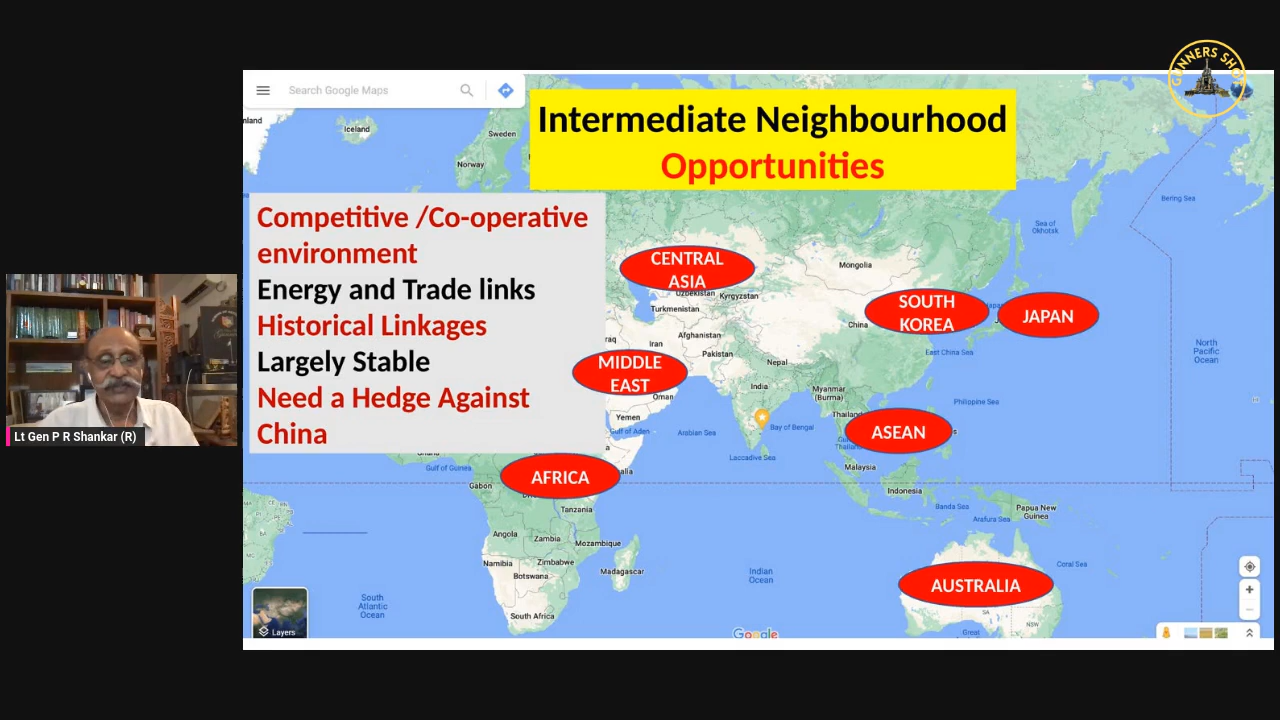 GUNNERS SHOT
Search Google Maps
Intermediate Neighbourhood
Opportunities
Iceland
Sweden
Norway
Bering Sea
Sea of
Okhotsk
Competitive /Co-operative
environment
Energy and Trade links
Historical Linkages
Largely Stable
Need a Hedge Against
China
CENTRAL
ASIA
Mongolia
Uzbekistan
Kyrgyzstan
Turkmenistan
SOUTH
KOREA
JAPAN
China
Afghanistan
Iran
Pakistan
East China Sea
North
Pacific
Ocean
MIDDLE
EAST
Nepal
India
Oman
Myanmar
(Burma)
Philippine Sea
Yemen
Gulf of Aden
Arabian Sea
Bay of Bengal
ASEAN
Laccadive Sea
Malaysia
Gulf of Guinea
AFRICA
Gabon
Indonesia
Tanzania
Banda Sea
Arafura Sea
Papua New
Guinea
Angola
Zambia
Mozambique
Namibia
Zimbabwe
Botswana
Madagascar
Indian
Ocean
Coral Sea
AUSTRALIA
South
Atlantic
Ocean
South Africa
SA
NSW
Layers
Google
Great
Lt Gen P R Shankar (R)